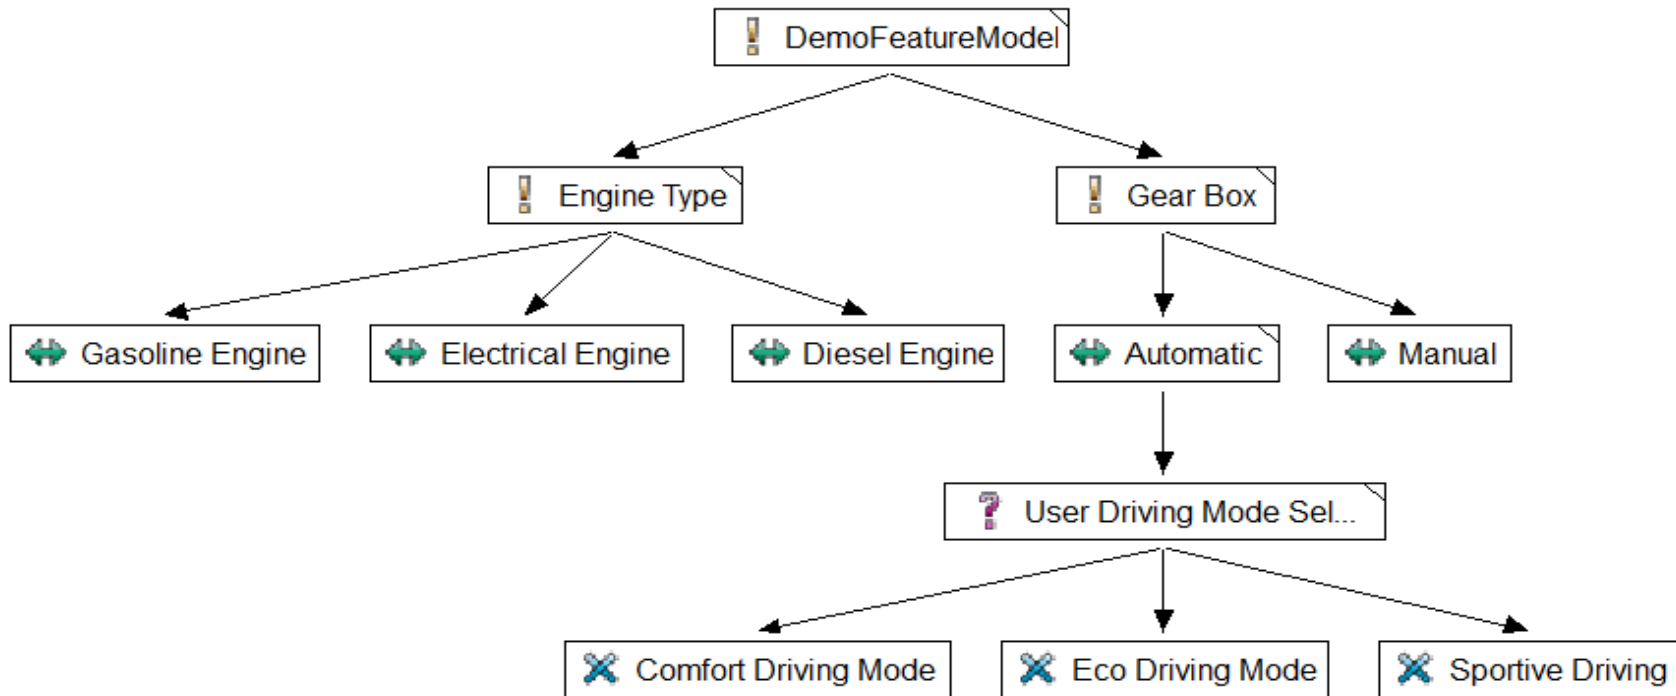 DemoFeatureModel
Engine Type
Gear Box
Gasoline Engine
Electrical Engine
Diesel Engine
Automatic
Manual
User Driving Mode Sel...
Comfort Driving Mode
Eco Driving Mode
Sportive Driving